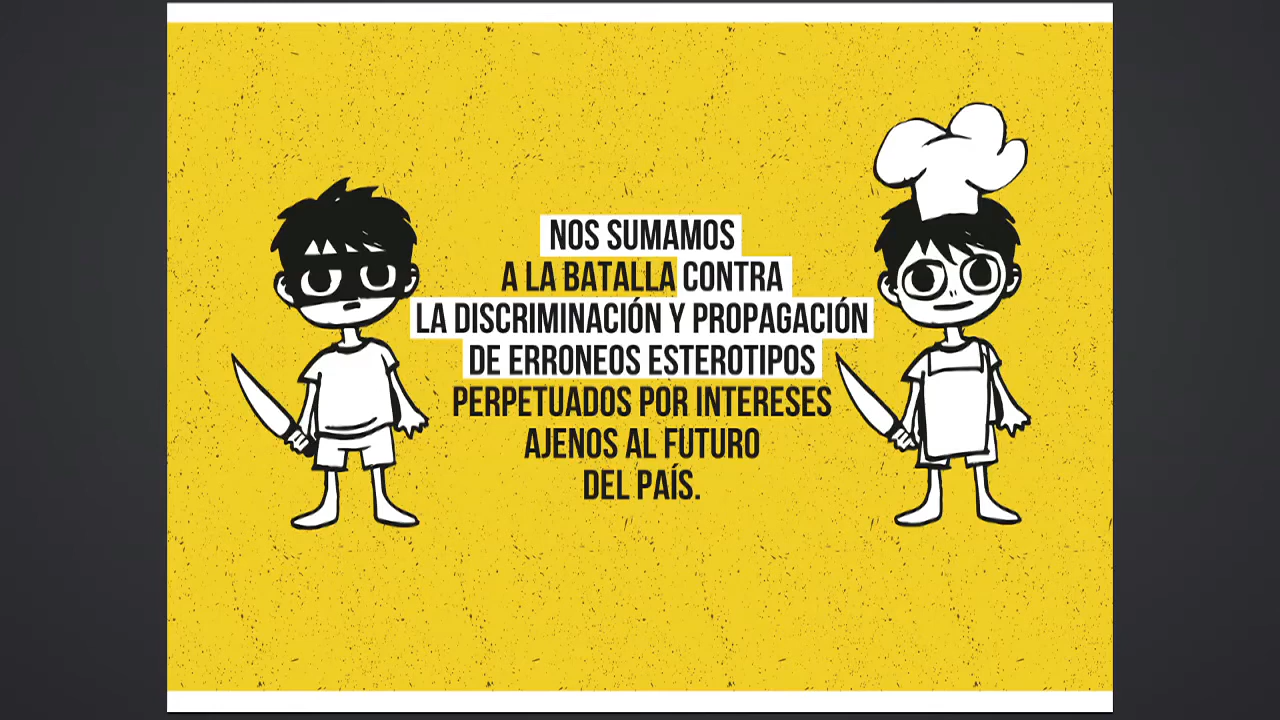 NOS SUMAMOS
A LA BATALLA CONTRA
LA DISCRIMINACIÓN Y PROPAGACIÓN
DE ERRONEOS ESTEROTIPOS
PERPETUADOS POR INTERESES
AJENOS AL FUTURO
DEL PAÍS.